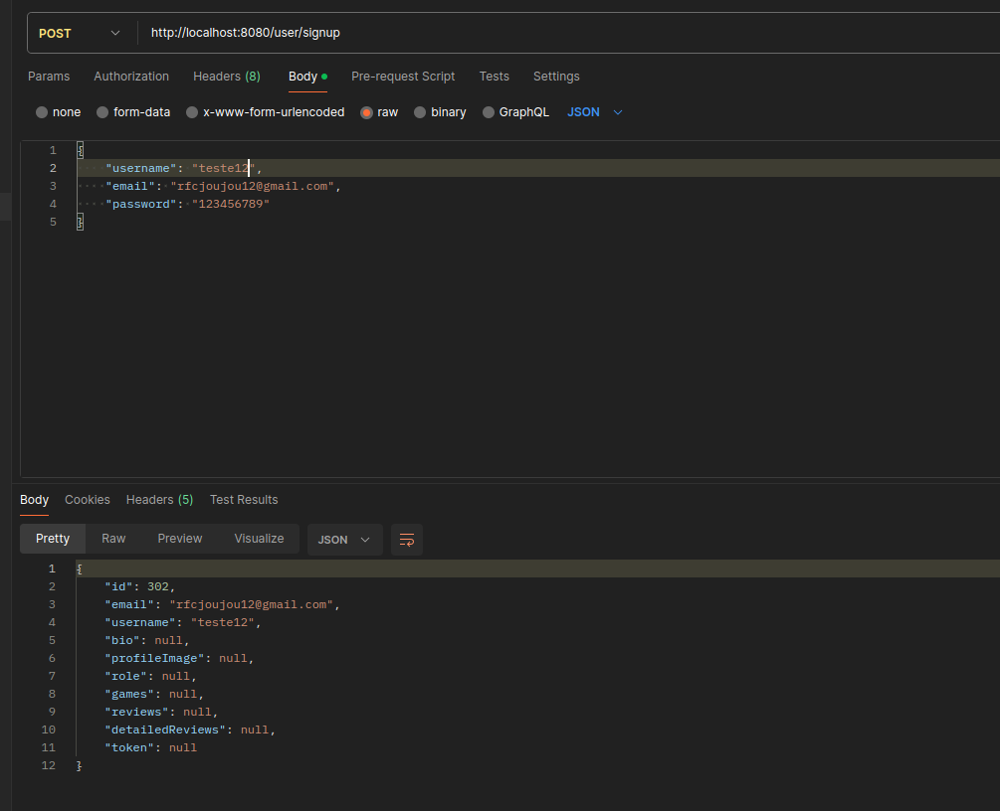 POST http://localhost:8080/user/signup
Params Authorization Headers (8) Body Pre-request Script Tests Settings
none form-data x-www-form-urlencoded raw binary GraphQL JSON
1 {
2 "username": "teste12",
3 "email": "rfcjoujou12@gmail.com",
4 "password": "123456789"
5 }
Body Cookies Headers (5) Test Results
Pretty Raw Preview Visualize JSON
1 {
2 "id": 302,
3 "email": "rfcjoujou12@gmail.com",
4 "username": "teste12",
5 "bio": null,
6 "profileImage": null,
7 "role": null,
8 "games": null,
9 "reviews": null,
10 "detailedReviews": null,
11 "token": null
12 }